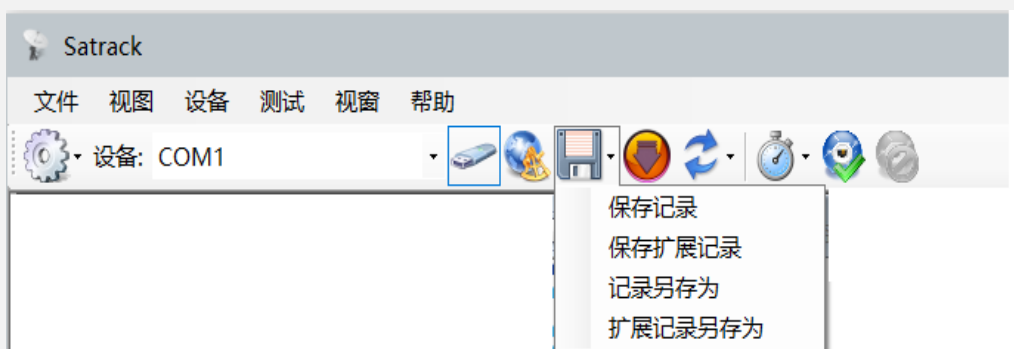 Satrack
文件 视图 设备 测试 视窗 帮助
设备: COM1
保存记录
保存扩展记录
记录另存为
扩展记录另存为